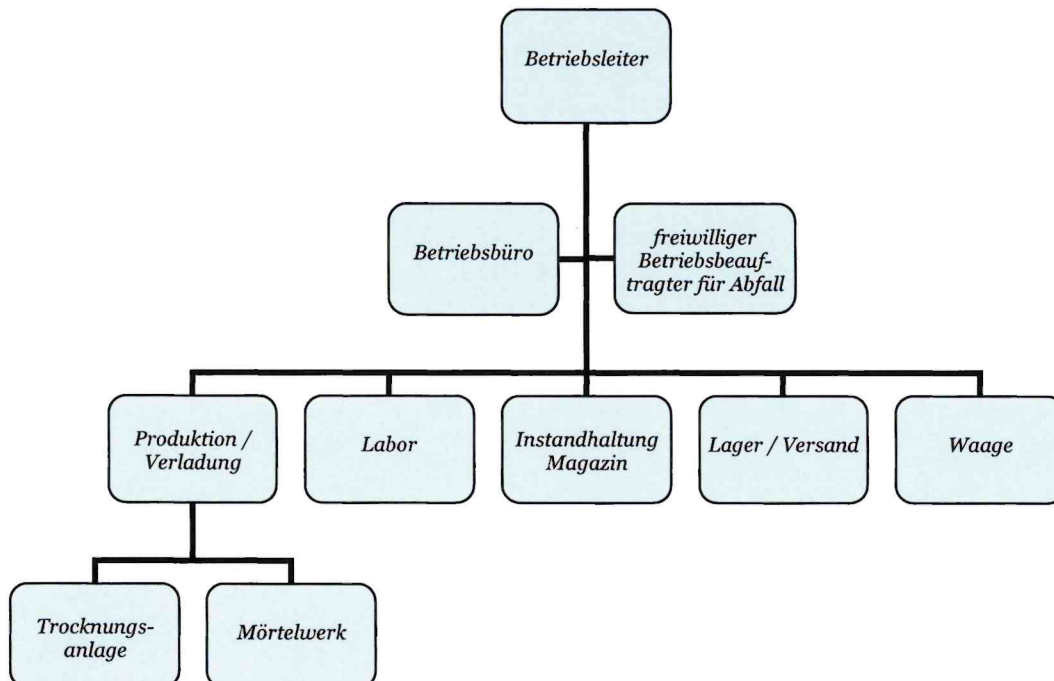 Betriebsleiter
Betriebsbüro
freiwilliger
Betriebsbeauf-
tragter für Abfall
Produktion /
Verladung
Labor
Instandhaltung
Magazin
Lager / Versand
Waage
Trocknungs-
anlage
Mörtelwerk